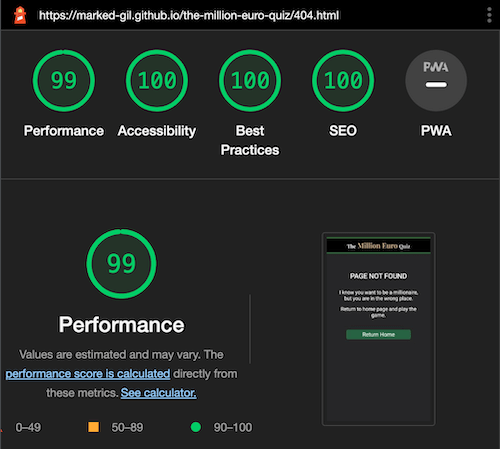 https://marked-gil.github.io/the-million-euro-quiz/404.html
99 100 100 100 PWA
Performance Accessibility Best Practices SEO PWA
99
Performance
Values are estimated and may vary. The
performance score is calculated directly from
these metrics. See calculator.
0–49 50–89 90–100
The Million Euro Quiz
PAGE NOT FOUND
I know you want to be a millionaire,
but you are in the wrong place.
Return to home page and play the
game.
Return Home